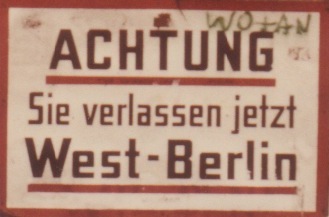 WOTAN
ACHTUNG
Sie verlassen jetzt
West-Berlin